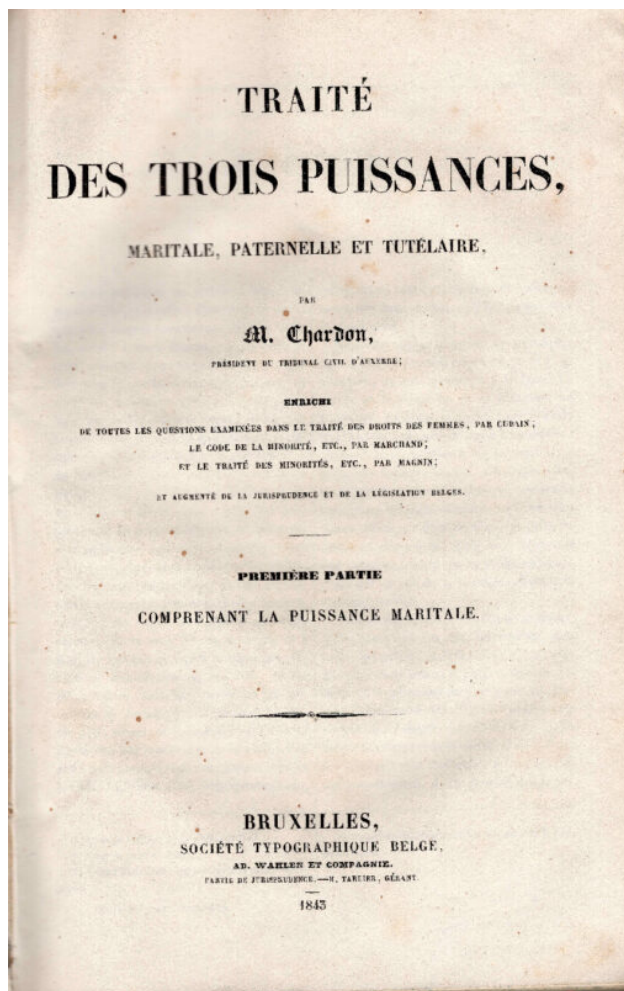 TRAITÉ
DES TROIS PUISSANCES,
MARITALE, PATERNELLE ET TUTÉLAIRE,
PAR
M. Chardon,
PRÉSIDENT DU TRIBUNAL CIVIL D'AUXERRE;
ENRICHI
DE TOUTES LES QUESTIONS EXAMINÉES DANS LE TRAITÉ DES DROITS DES FEMMES, PAR CUBAIN;
LE CODE DE LA MINORITÉ, ETC., PAR MARCHAND;
ET LE TRAITÉ DES MINORITÉS, ETC., PAR MAGNIN;
ET AUGMENTÉ DE LA JURISPRUDENCE ET DE LA LÉGISLATION BELGES.
PREMIÈRE PARTIE
COMPRENANT LA PUISSANCE MARITALE.
BRUXELLES,
SOCIÉTÉ TYPOGRAPHIQUE BELGE,
AD. WAHLEN ET COMPAGNIE.
PARTIE DE JURISPRUDENCE.—H. TARLIER, GÉRANT.
1843